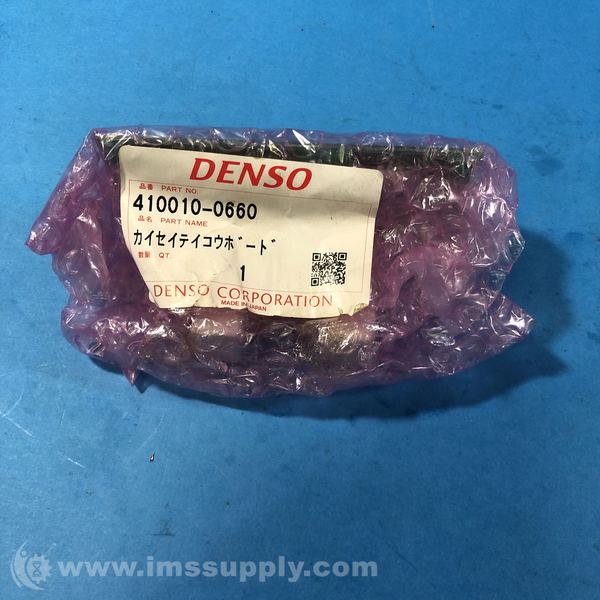 DENSO
品番 PART NO.
410010-0660
品名 PART NAME
カイセイテイコウボード
数量 QT.
1
DENSO CORPORATION
MADE IN JAPAN
www.imssupply.com